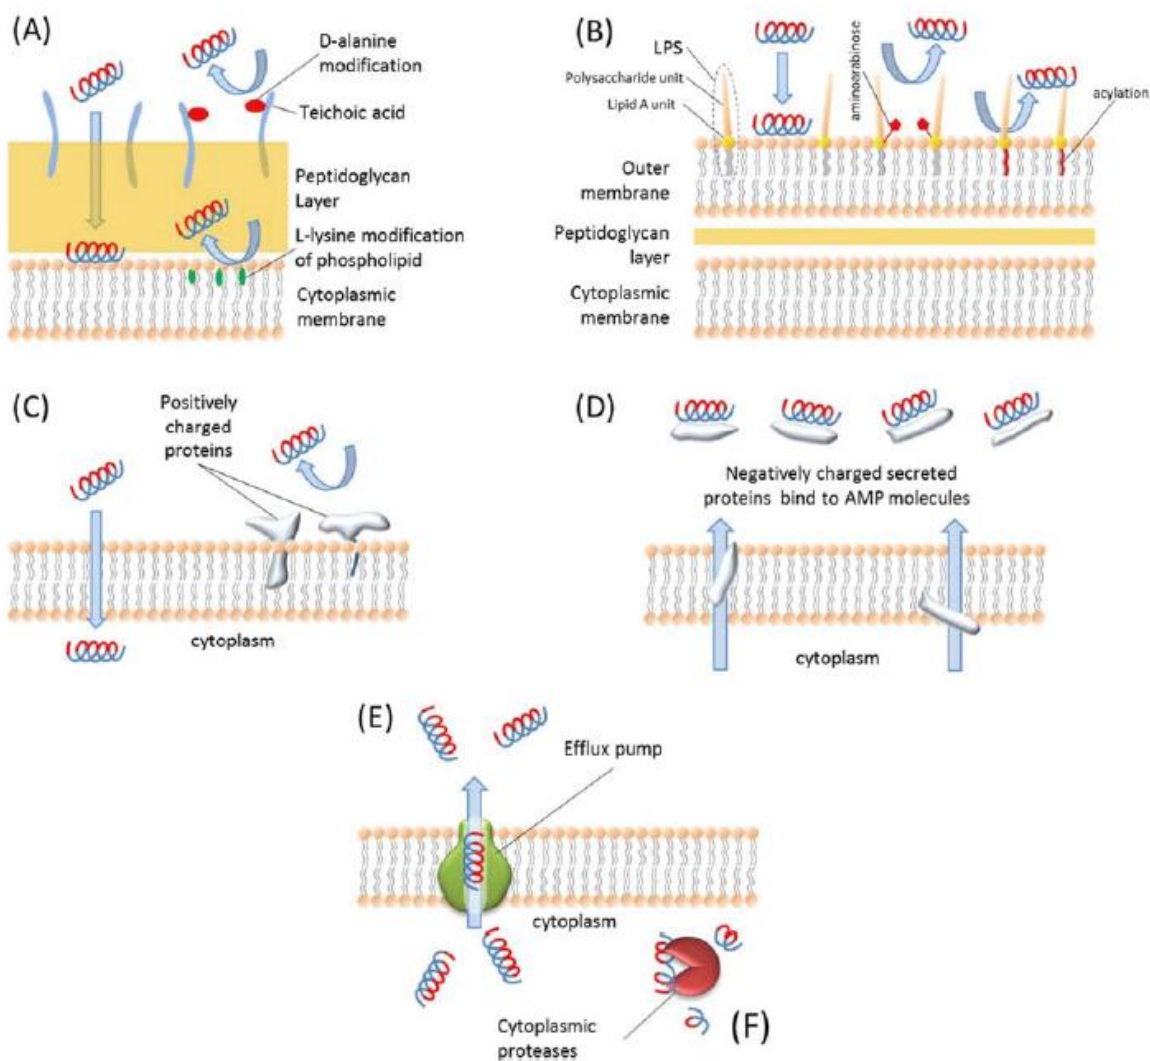 (A)
D-alanine
modification
Teichoic acid
Peptidoglycan
Layer
L-lysine modification
of phospholipid
Cytoplasmic
membrane
(B)
LPS
Polysaccharide unit
Lipid A unit
aminoarabinose
acylation
Outer
membrane
Peptidoglycan
layer
Cytoplasmic
membrane
(C)
Positively
charged
proteins
cytoplasm
(D)
Negatively charged secreted
proteins bind to AMP molecules
cytoplasm
(E)
Efflux pump
cytoplasm
Cytoplasmic
proteases
(F)